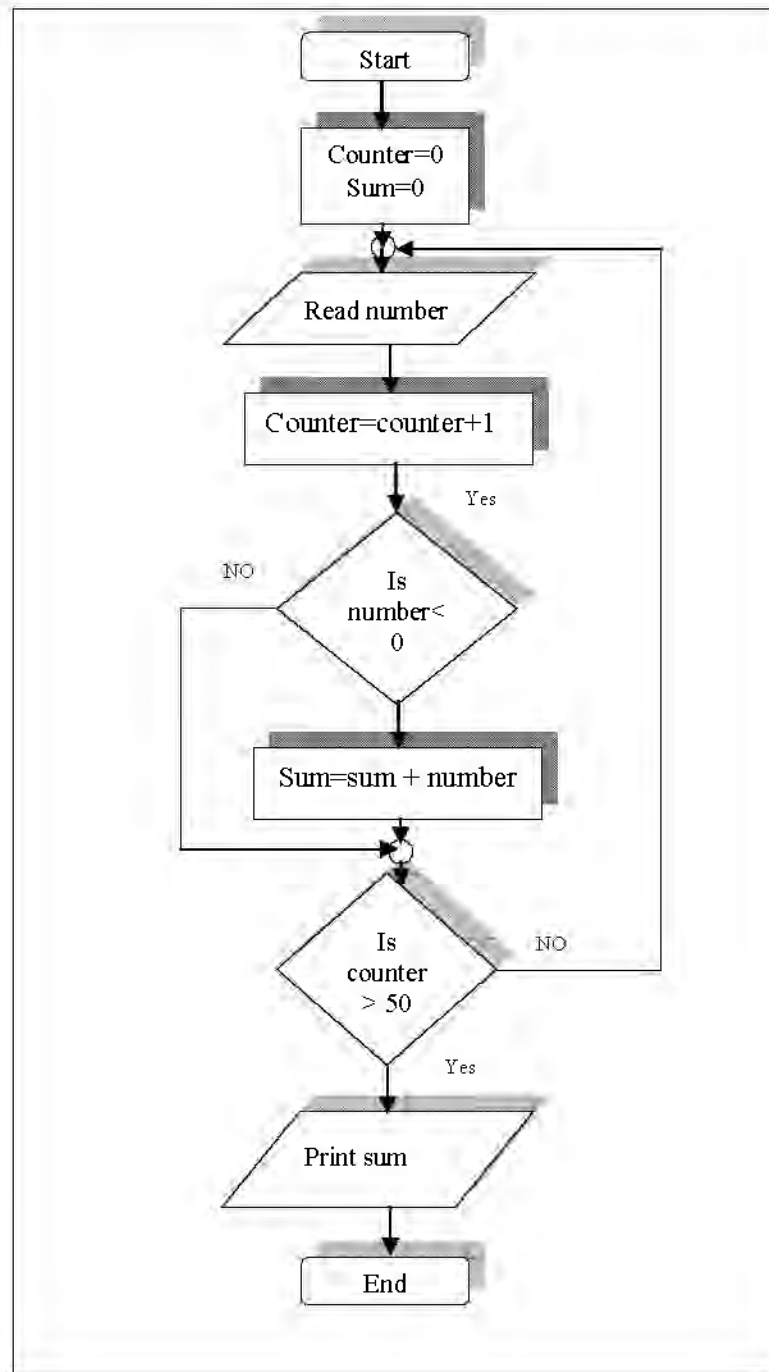 Start
Counter=0
Sum=0
Read number
Counter=counter+1
Yes
NO
Is
number<
0
Sum=sum + number
Is
counter
> 50
NO
Yes
Print sum
End